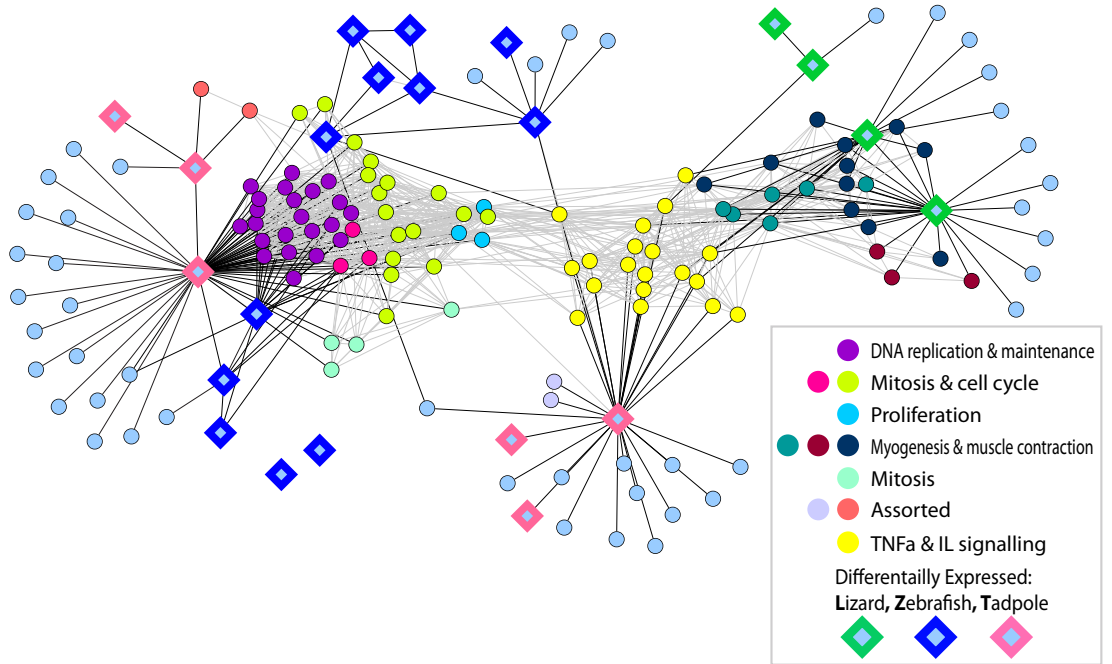 DNA replication & maintenance
Mitosis & cell cycle
Proliferation
Myogenesis & muscle contraction
Mitosis
Assorted
TNFa & IL signalling
Differentailly Expressed:
Lizard, Zebrafish, Tadpole